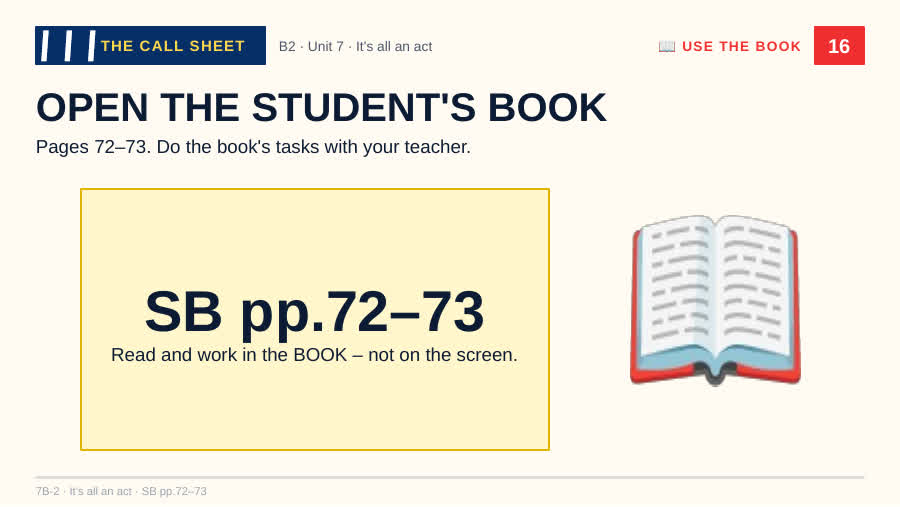 THE CALL SHEET
B2 · Unit 7 · It's all an act
📖 USE THE BOOK
16
OPEN THE STUDENT'S BOOK
Pages 72–73. Do the book's tasks with your teacher.
SB pp.72–73
Read and work in the BOOK – not on the screen.
7B-2 · It's all an act · SB pp.72–73